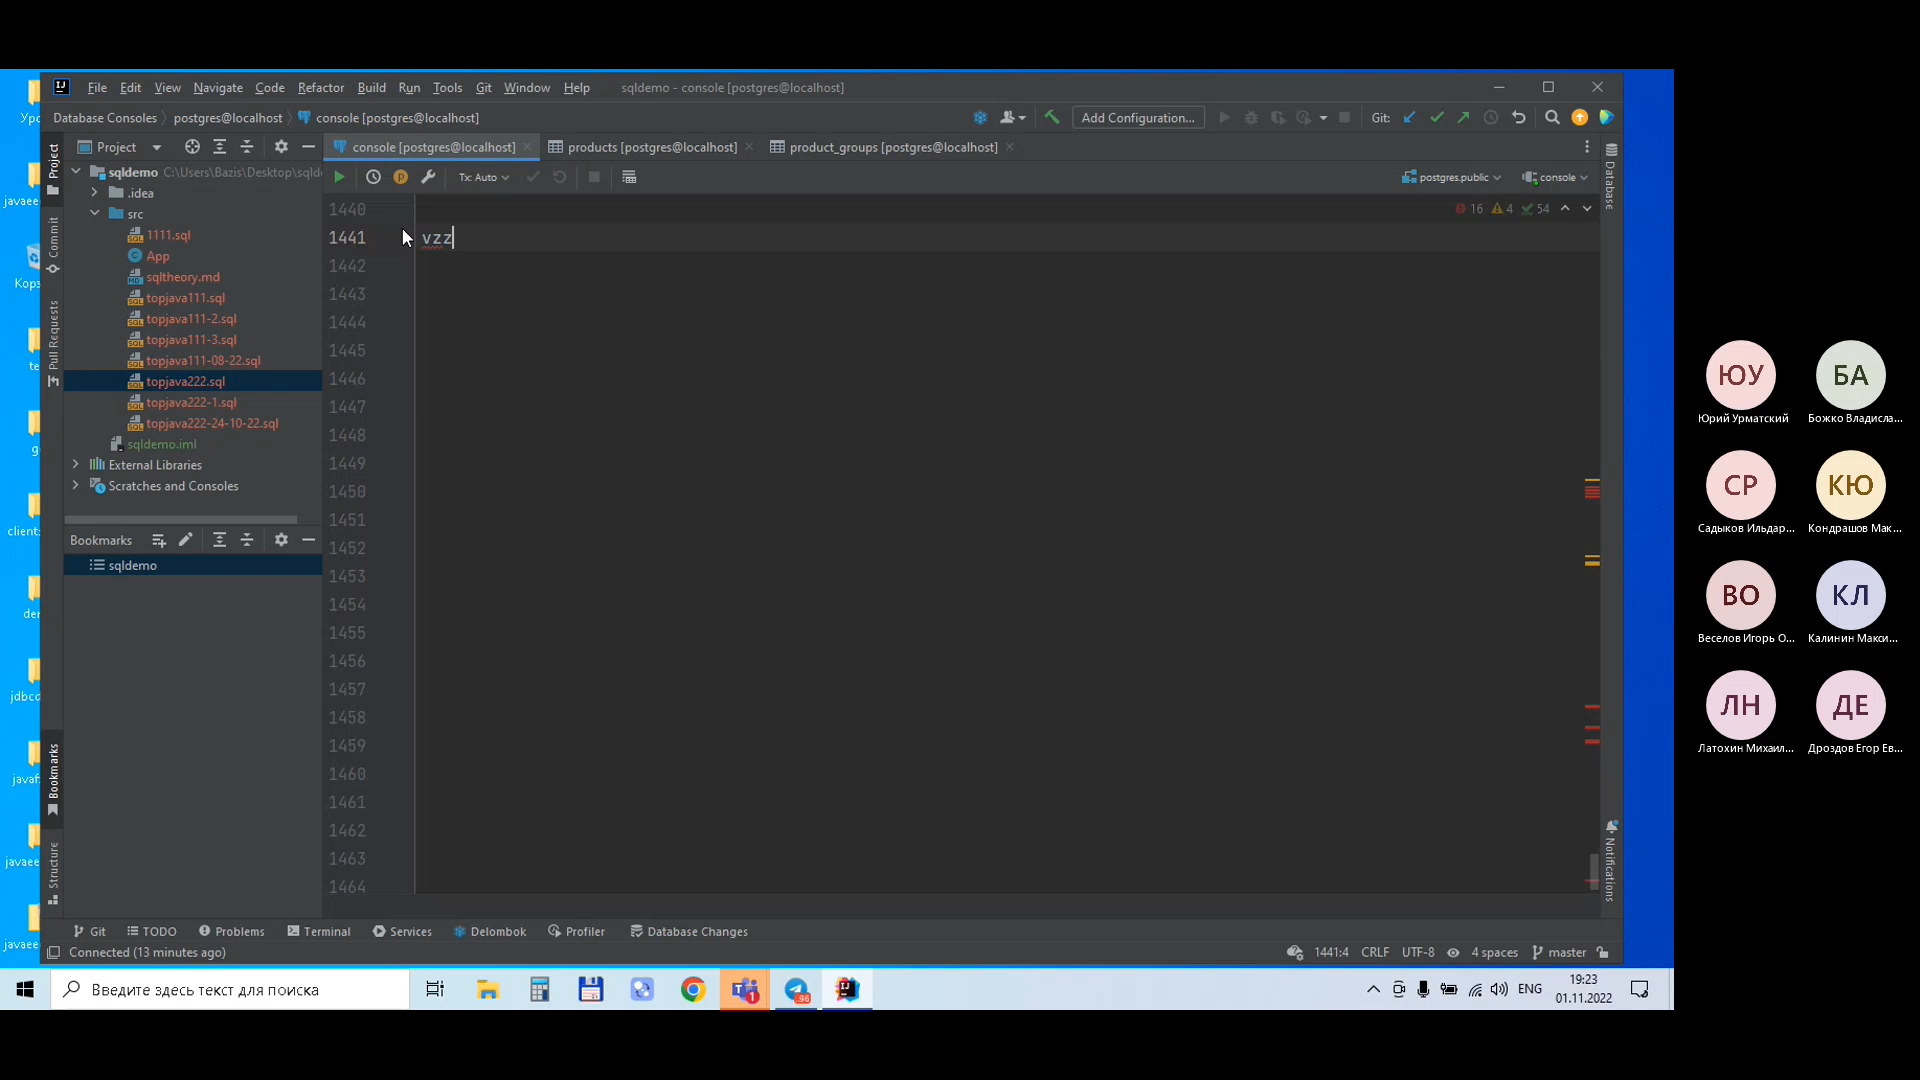 File Edit View Navigate Code Refactor Build Run Tools Git Window Help sqldemo - console [postgres@localhost]
Database Consoles postgres@localhost console [postgres@localhost] Add Configuration... Git:
Project console [postgres@localhost] products [postgres@localhost] product_groups [postgres@localhost]
Tx: Auto postgres.public console
Project
Commit
Pull Requests
Bookmarks
Structure
sqldemo C:\Users\Bazis\Desktop\sqld
.idea
src
1111.sql
App
sqltheory.md
topjava111.sql
topjava111-2.sql
topjava111-3.sql
topjava111-08-22.sql
topjava222.sql
topjava222-1.sql
topjava222-24-10-22.sql
sqldemo.iml
External Libraries
Scratches and Consoles
Bookmarks
sqldemo
1440 16 4 54
1441 vzz
1442
1443
1444
1445
1446
1447
1448
1449
1450
1451
1452
1453
1454
1455
1456
1457
1458
1459
1460
1461
1462
1463
1464
Database
Notifications
Git TODO Problems Terminal Services Delombok Profiler Database Changes
Connected (13 minutes ago) 1441:4 CRLF UTF-8 4 spaces master
Введите здесь текст для поиска 1 96 ENG 19:23
01.11.2022
ЮУ БА
Юрий Урматский Божко Владисла...
СР КЮ
Садыков Ильдар... Кондрашов Мак...
ВО КЛ
Веселов Игорь О... Калинин Макси...
ЛН ДЕ
Латохин Михаил... Дроздов Егор Ев...